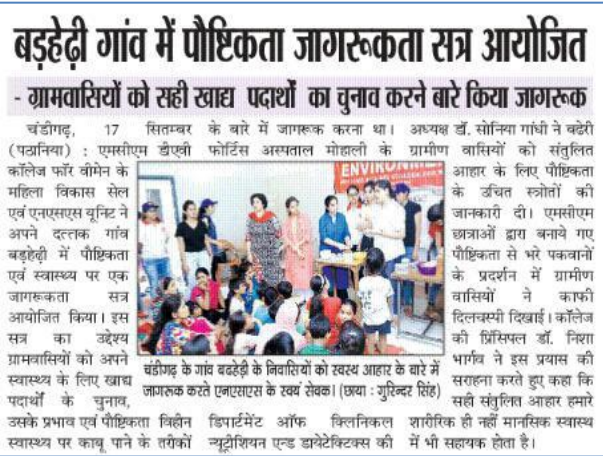 बड़हेढ़ी गांव में पौष्टिकता जागरूकता सत्र आयोजित
- ग्रामवासियों को सही खाद्य पदार्थों का चुनाव करने बारे किया जागरूक
चंडीगढ़, 17 सितम्बर
(पठानिया) : एमसीएम डीएवी
कॉलेज फॉर वीमेन के
महिला विकास सेल
एवं एनएसएस यूनिट ने
अपने दत्तक गांव
बड़हेढ़ी में पौष्टिकता
एवं स्वास्थ्य पर एक
जागरूकता सत्र
आयोजित किया। इस
सत्र का उद्देश्य
ग्रामवासियों को अपने
स्वास्थ्य के लिए खाद्य
पदार्थों के चुनाव,
उसके प्रभाव एवं पौष्टिकता विहीन
स्वास्थ्य पर काबू पाने के तरीकों
के बारे में जागरूक करना था।
फोर्टिस अस्पताल मोहाली के
ENVIRONM
चंडीगढ़ के गांव बढहेड़ी के निवासियों को स्वस्थ आहार के बारे में
जागरूक करते एनएसएस के स्वयं सेवक। (छाया : गुरिन्दर सिंह)
डिपार्टमेंट ऑफ क्लिनिकल
न्यूट्रीशियन एन्ड डायेटेक्टिक्स की
अध्यक्ष डॉ. सोनिया गांधी ने वढेरी
ग्रामीण वासियों को संतुलित
आहार के लिए पौष्टिकता
के उचित स्त्रोतों की
जानकारी दी। एमसीएम
छात्राओं द्वारा बनाये गए
पौष्टिकता से भरे पकवानों
के प्रदर्शन में ग्रामीण
वासियों ने काफी
दिलचस्पी दिखाई। कॉलेज
की प्रिंसिपल डॉ. निशा
भार्गव ने इस प्रयास की
सराहना करते हुए कहा कि
सही संतुलित आहार हमारे
शारीरिक ही नहीं मानसिक स्वास्थ
में भी सहायक होता है।